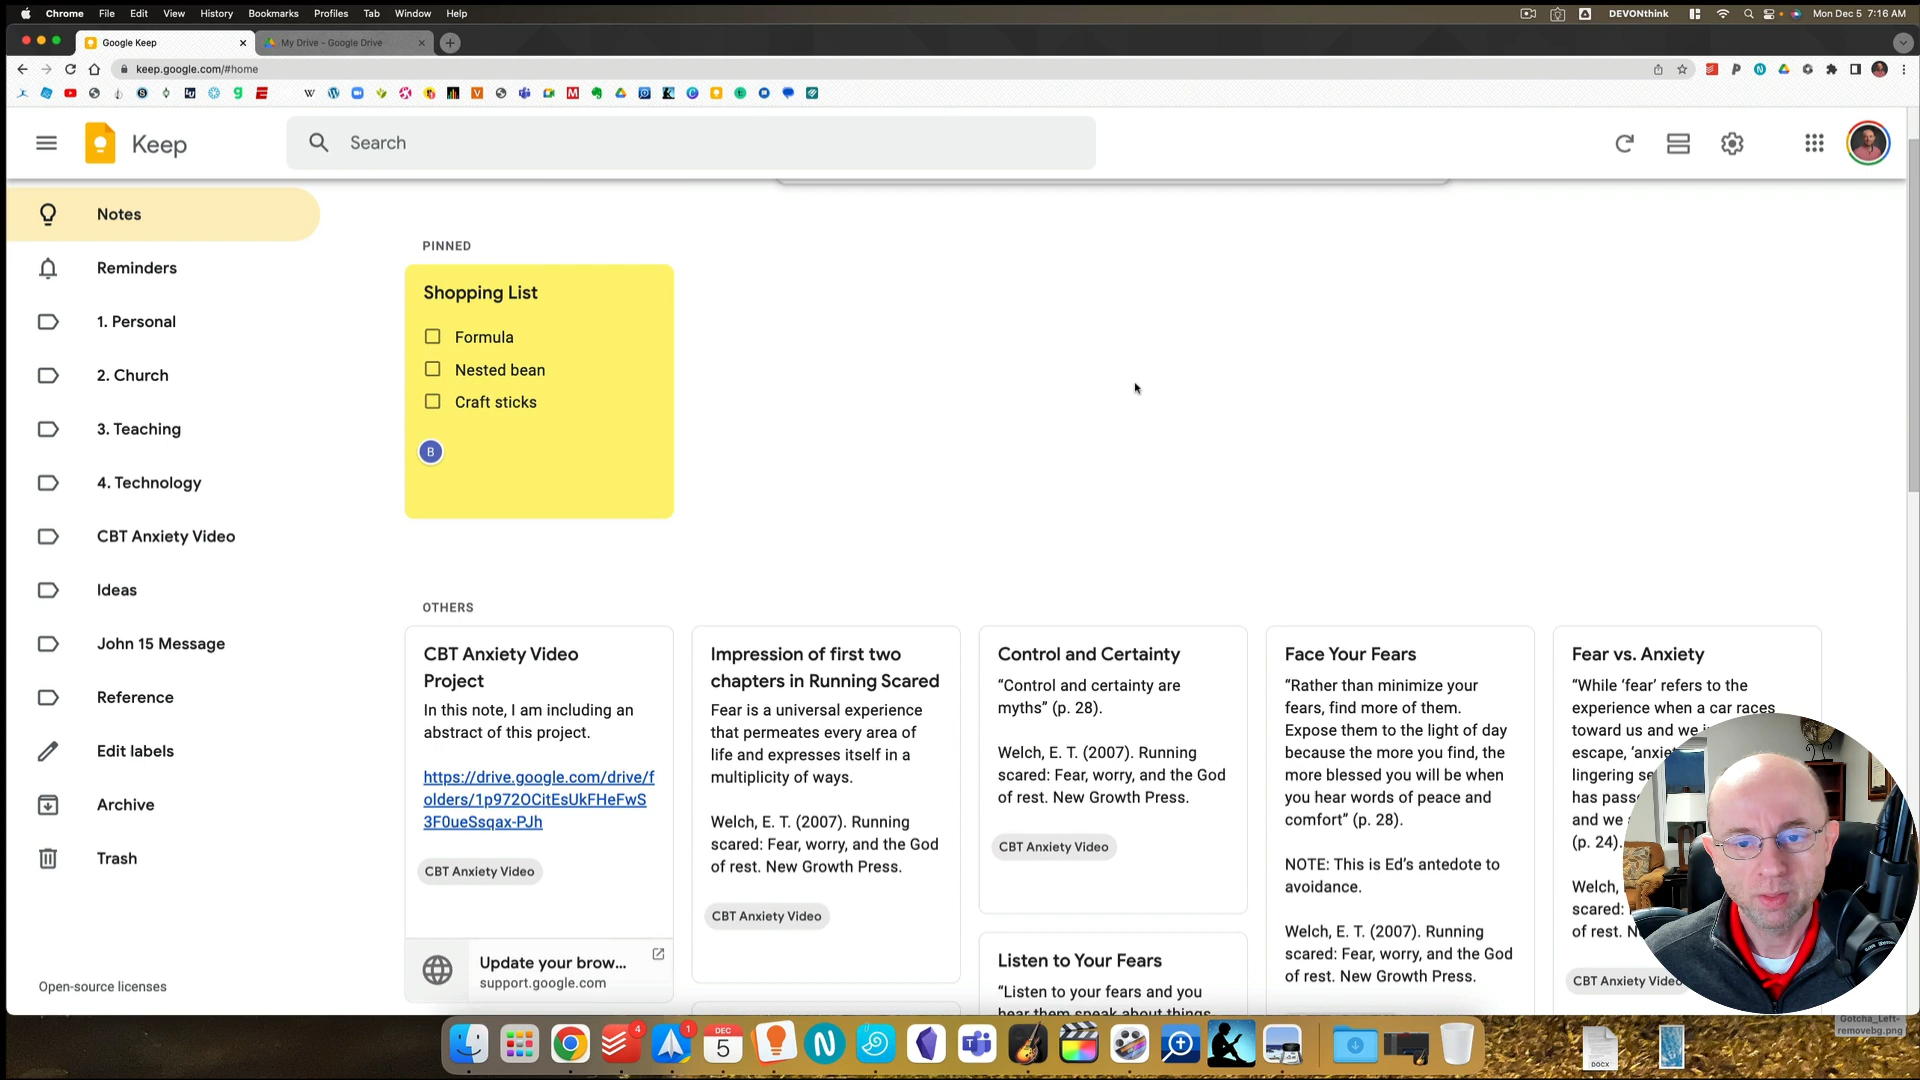 Chrome File Edit View History Bookmarks Profiles Tab Window Help
DEVONthink
Mon Dec 5 7:16 AM
Google Keep
My Drive - Google Drive
keep.google.com/#home
Keep
Search
Notes
Reminders
1. Personal
2. Church
3. Teaching
4. Technology
CBT Anxiety Video
Ideas
John 15 Message
Reference
Edit labels
Archive
Trash
Open-source licenses
PINNED
Shopping List
Formula
Nested bean
Craft sticks
B
OTHERS
CBT Anxiety Video
Project
In this note, I am including an
abstract of this project.
https://drive.google.com/drive/f
olders/1p972OCitEsUkFHeFwS
3F0ueSsqax-PJh
CBT Anxiety Video
Update your brow...
support.google.com
Impression of first two
chapters in Running Scared
Fear is a universal experience
that permeates every area of
life and expresses itself in a
multiplicity of ways.
Welch, E. T. (2007). Running
scared: Fear, worry, and the God
of rest. New Growth Press.
CBT Anxiety Video
Control and Certainty
“Control and certainty are
myths” (p. 28).
Welch, E. T. (2007). Running
scared: Fear, worry, and the God
of rest. New Growth Press.
CBT Anxiety Video
Listen to Your Fears
“Listen to your fears and you
hear them speak about things
Face Your Fears
“Rather than minimize your
fears, find more of them.
Expose them to the light of day
because the more you find, the
more blessed you will be when
you hear words of peace and
comfort” (p. 28).
NOTE: This is Ed’s antedote to
avoidance.
Welch, E. T. (2007). Running
scared: Fear, worry, and the God
of rest. New Growth Press.
Fear vs. Anxiety
“While ‘fear’ refers to the
experience when a car races
toward us and we
escape,
lingering
has
and we
(p. 24).
Welch,
scared:
of rest.
CBT Anxiety Video
4
1
DEC
5
DOCX
Gotcha_Left-
removebg.png